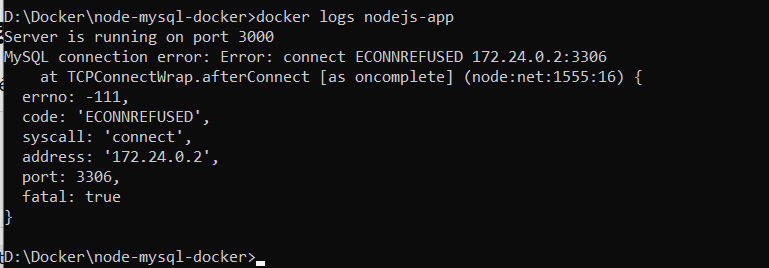 D:\Docker\node-mysql-docker>docker logs nodejs-app
Server is running on port 3000
MySQL connection error: Error: connect ECONNREFUSED 172.24.0.2:3306
    at TCPConnectWrap.afterConnect [as oncomplete] (node:net:1555:16) {
  errno: -111,
  code: 'ECONNREFUSED',
  syscall: 'connect',
  address: '172.24.0.2',
  port: 3306,
  fatal: true
}
D:\Docker\node-mysql-docker>